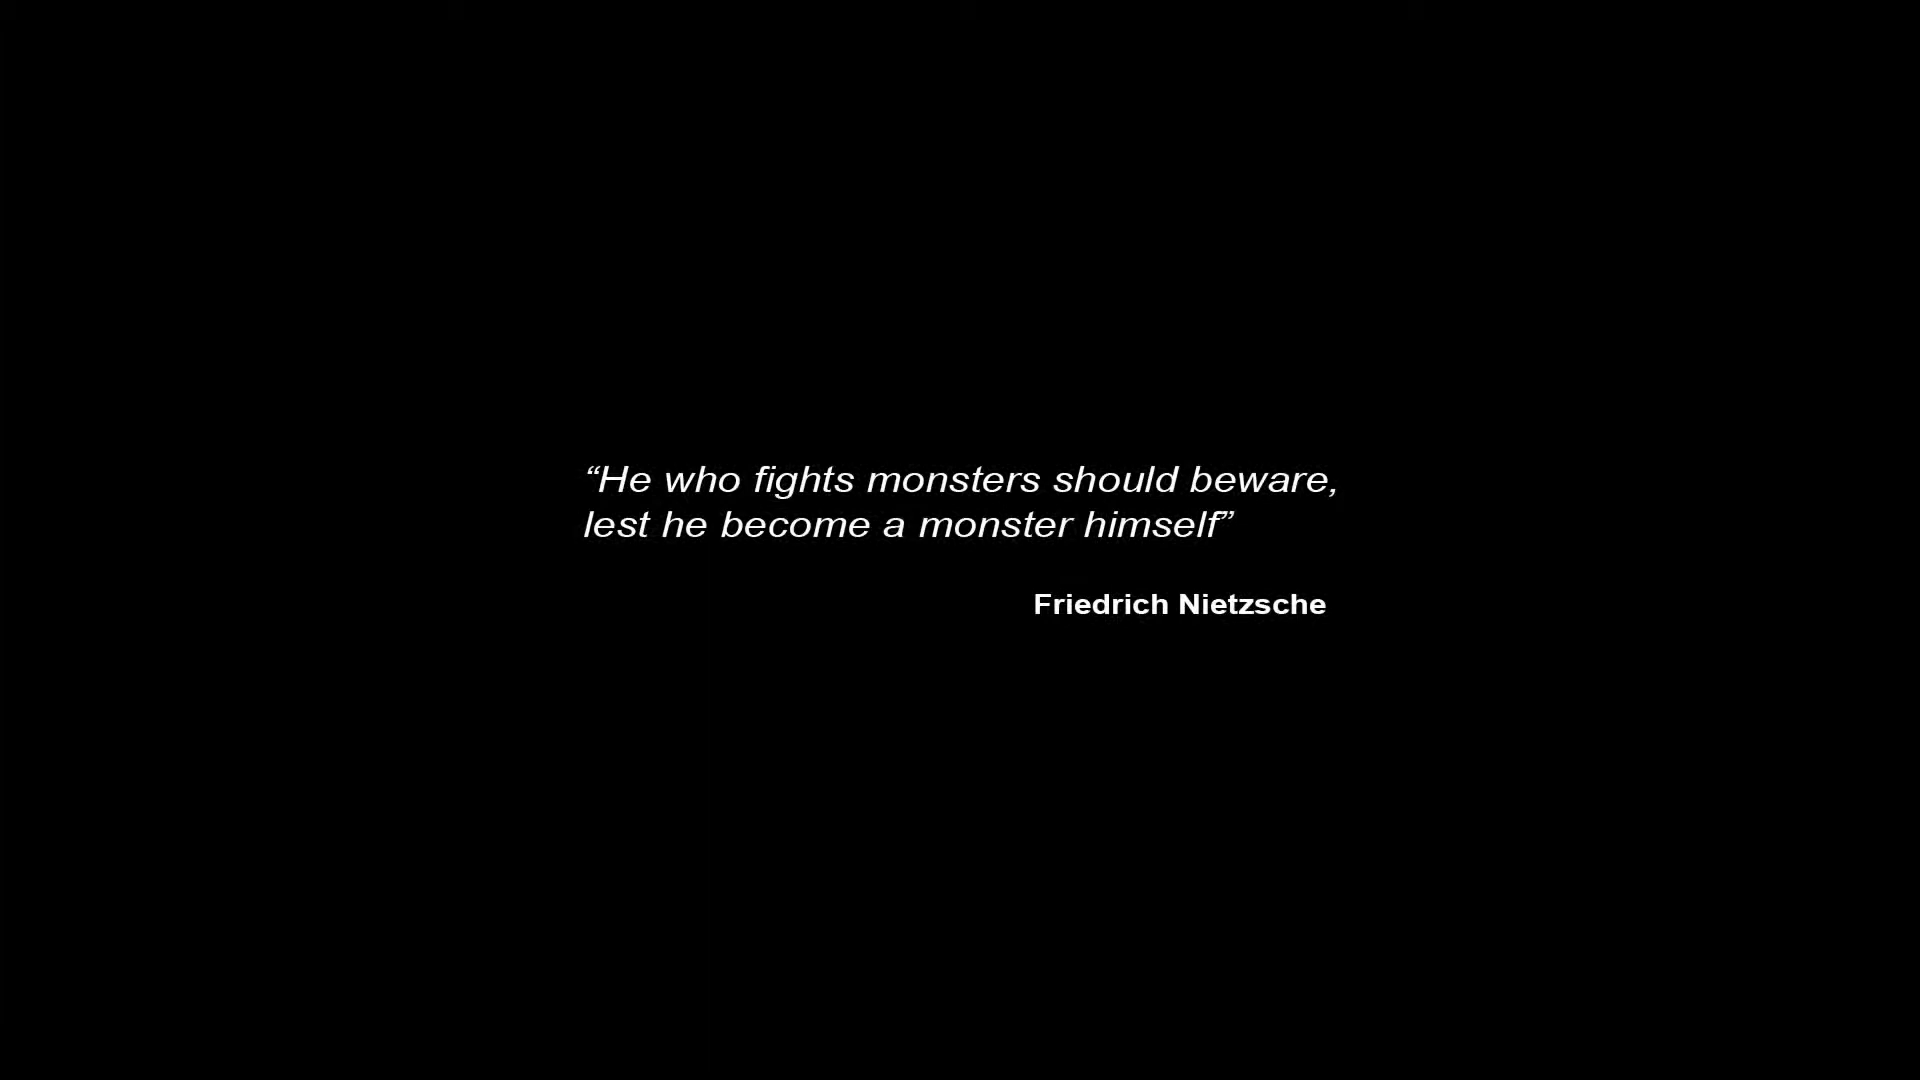 “He who fights monsters should beware,
lest he become a monster himself”
Friedrich Nietzsche